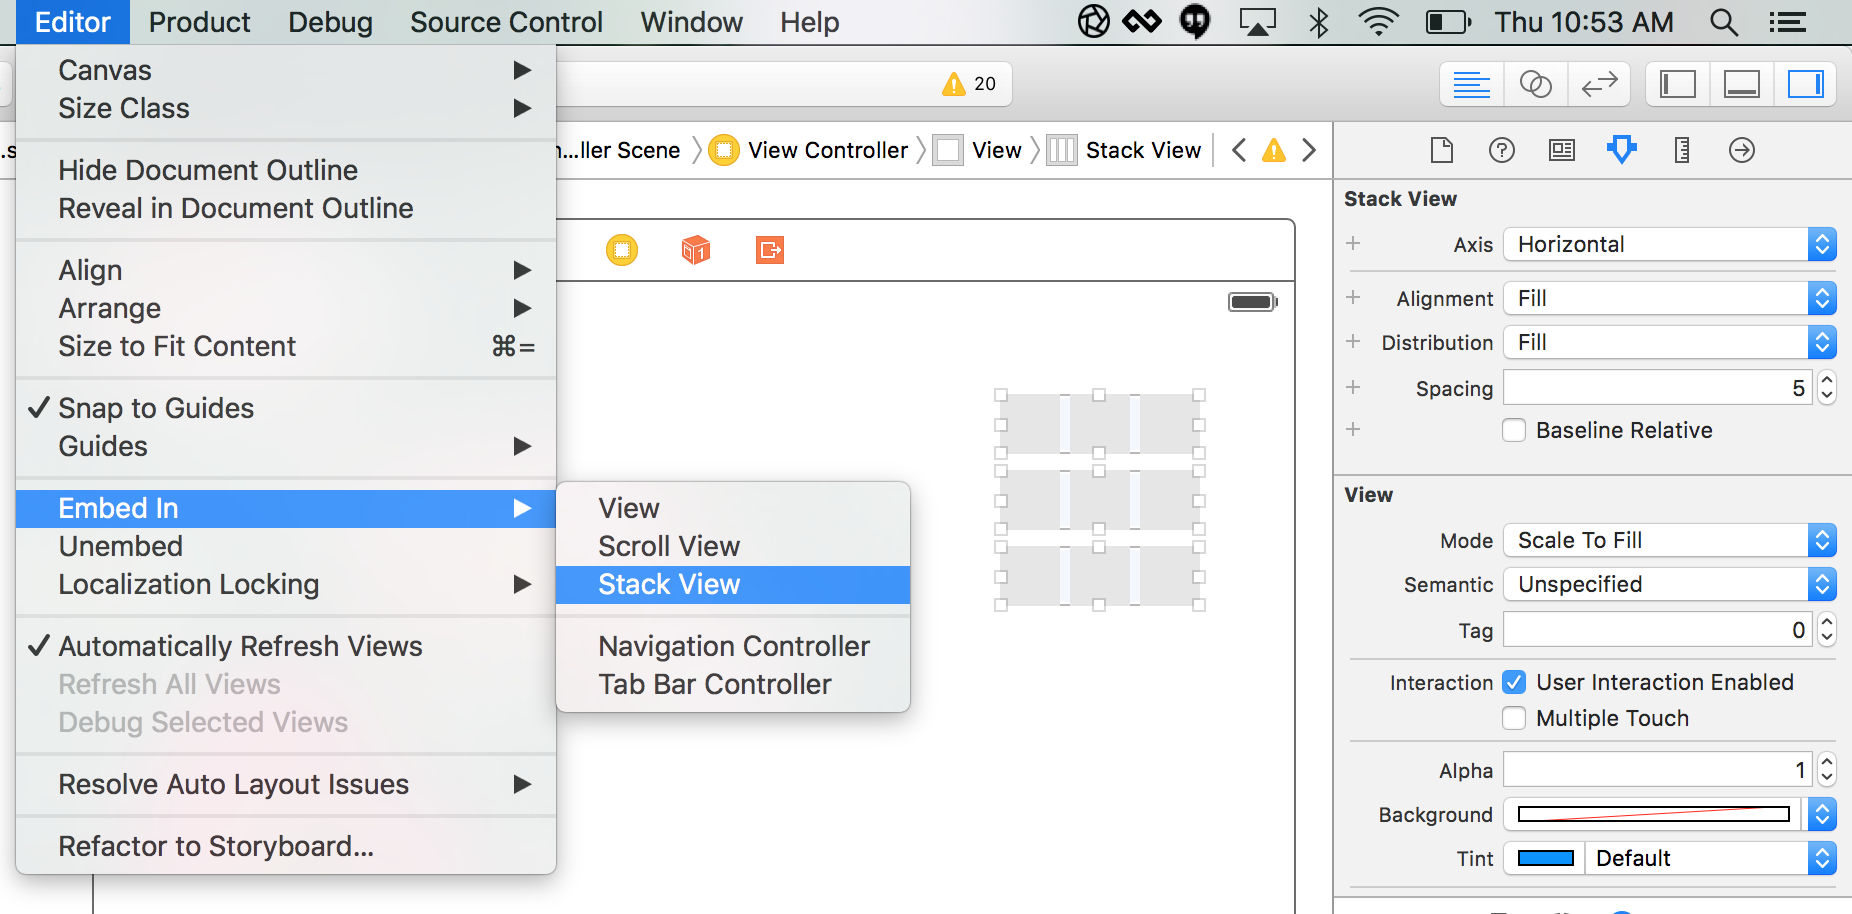 Editor Product Debug Source Control Window Help Thu 10:53 AM
Canvas
Size Class
Hide Document Outline
Reveal in Document Outline
Align
Arrange
Size to Fit Content ⌘=
✓ Snap to Guides
Guides
Embed In
Unembed
Localization Locking
✓ Automatically Refresh Views
Refresh All Views
Debug Selected Views
Resolve Auto Layout Issues
Refactor to Storyboard...
View
Scroll View
Stack View
Navigation Controller
Tab Bar Controller
20
...ller Scene View Controller View Stack View
Stack View
Axis Horizontal
Alignment Fill
Distribution Fill
Spacing 5
Baseline Relative
View
Mode Scale To Fill
Semantic Unspecified
Tag 0
Interaction User Interaction Enabled
Multiple Touch
Alpha 1
Background
Tint Default